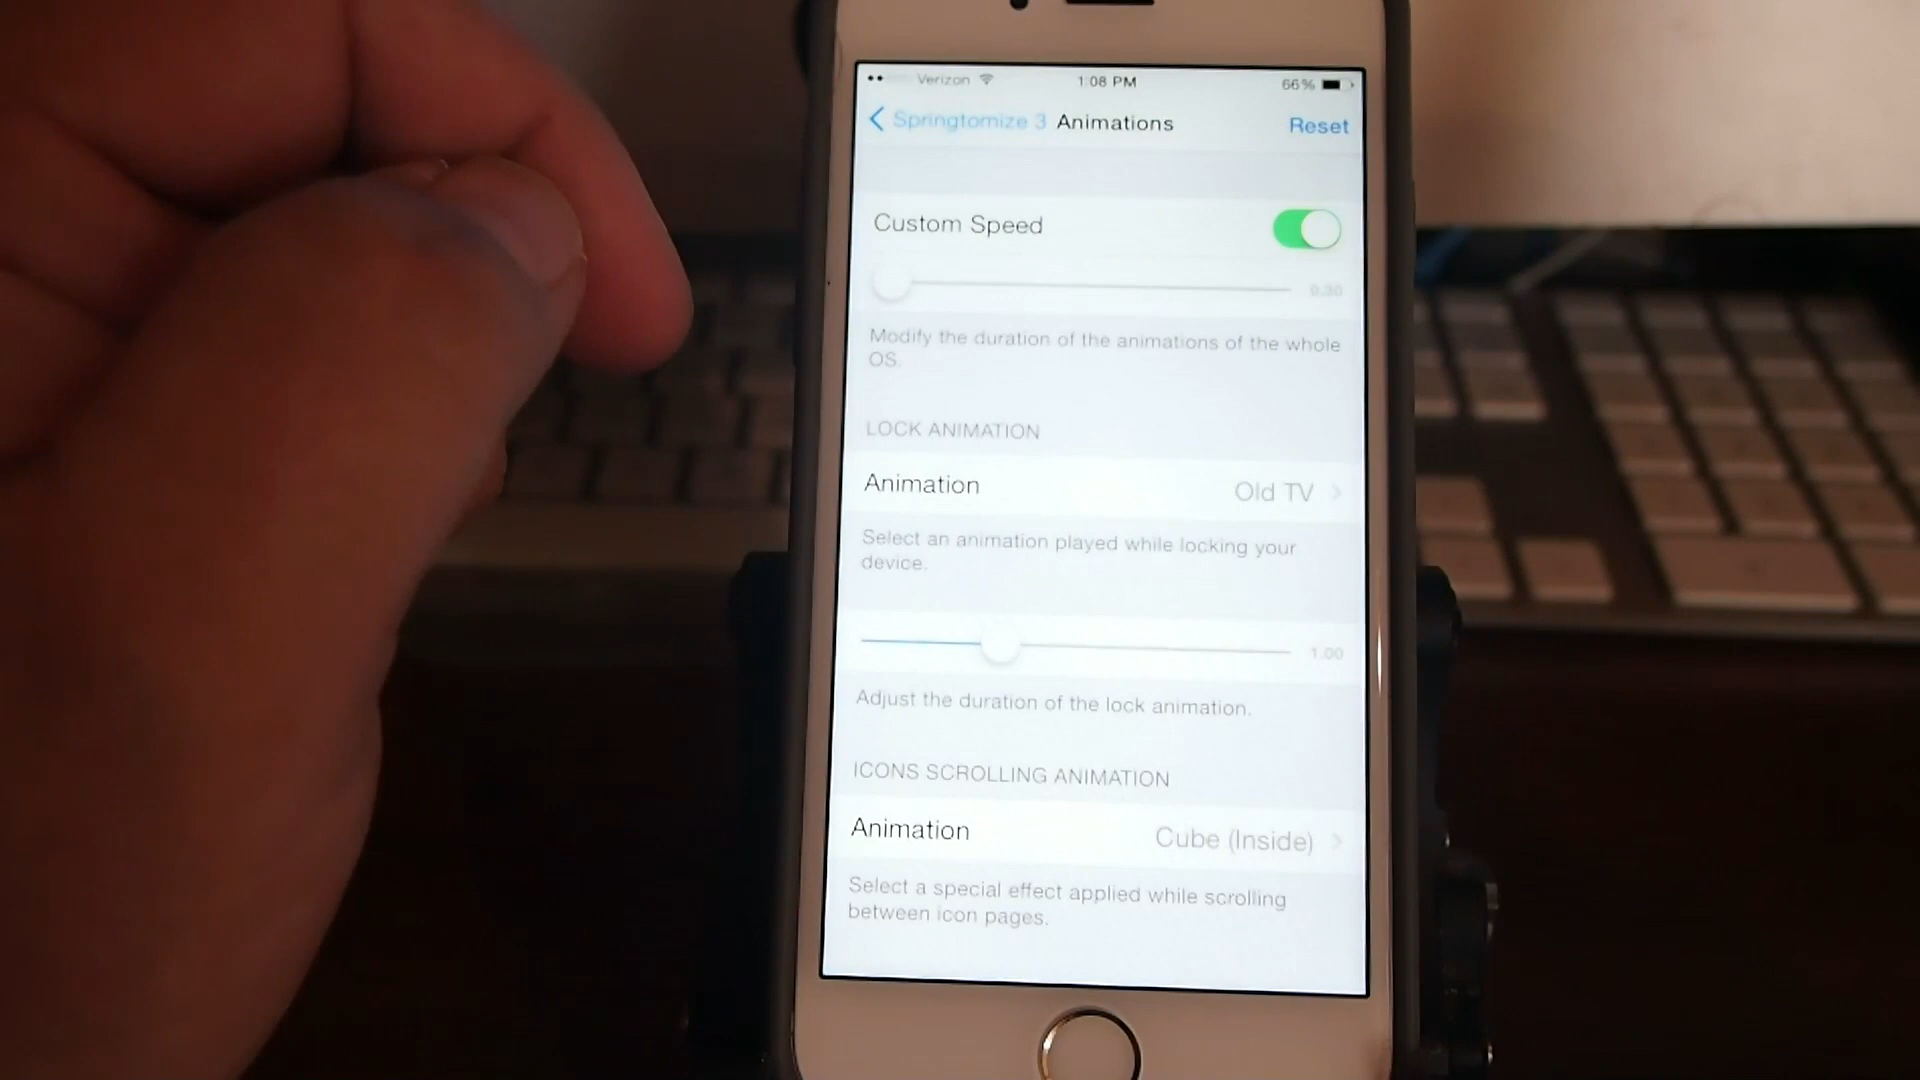 Verizon 1:08 PM 66%
Springtomize 3 Animations Reset
Custom Speed
0.30
Modify the duration of the animations of the whole
OS.
LOCK ANIMATION
Animation Old TV
Select an animation played while locking your
device.
1.00
Adjust the duration of the lock animation.
ICONS SCROLLING ANIMATION
Animation Cube (Inside)
Select a special effect applied while scrolling
between icon pages.